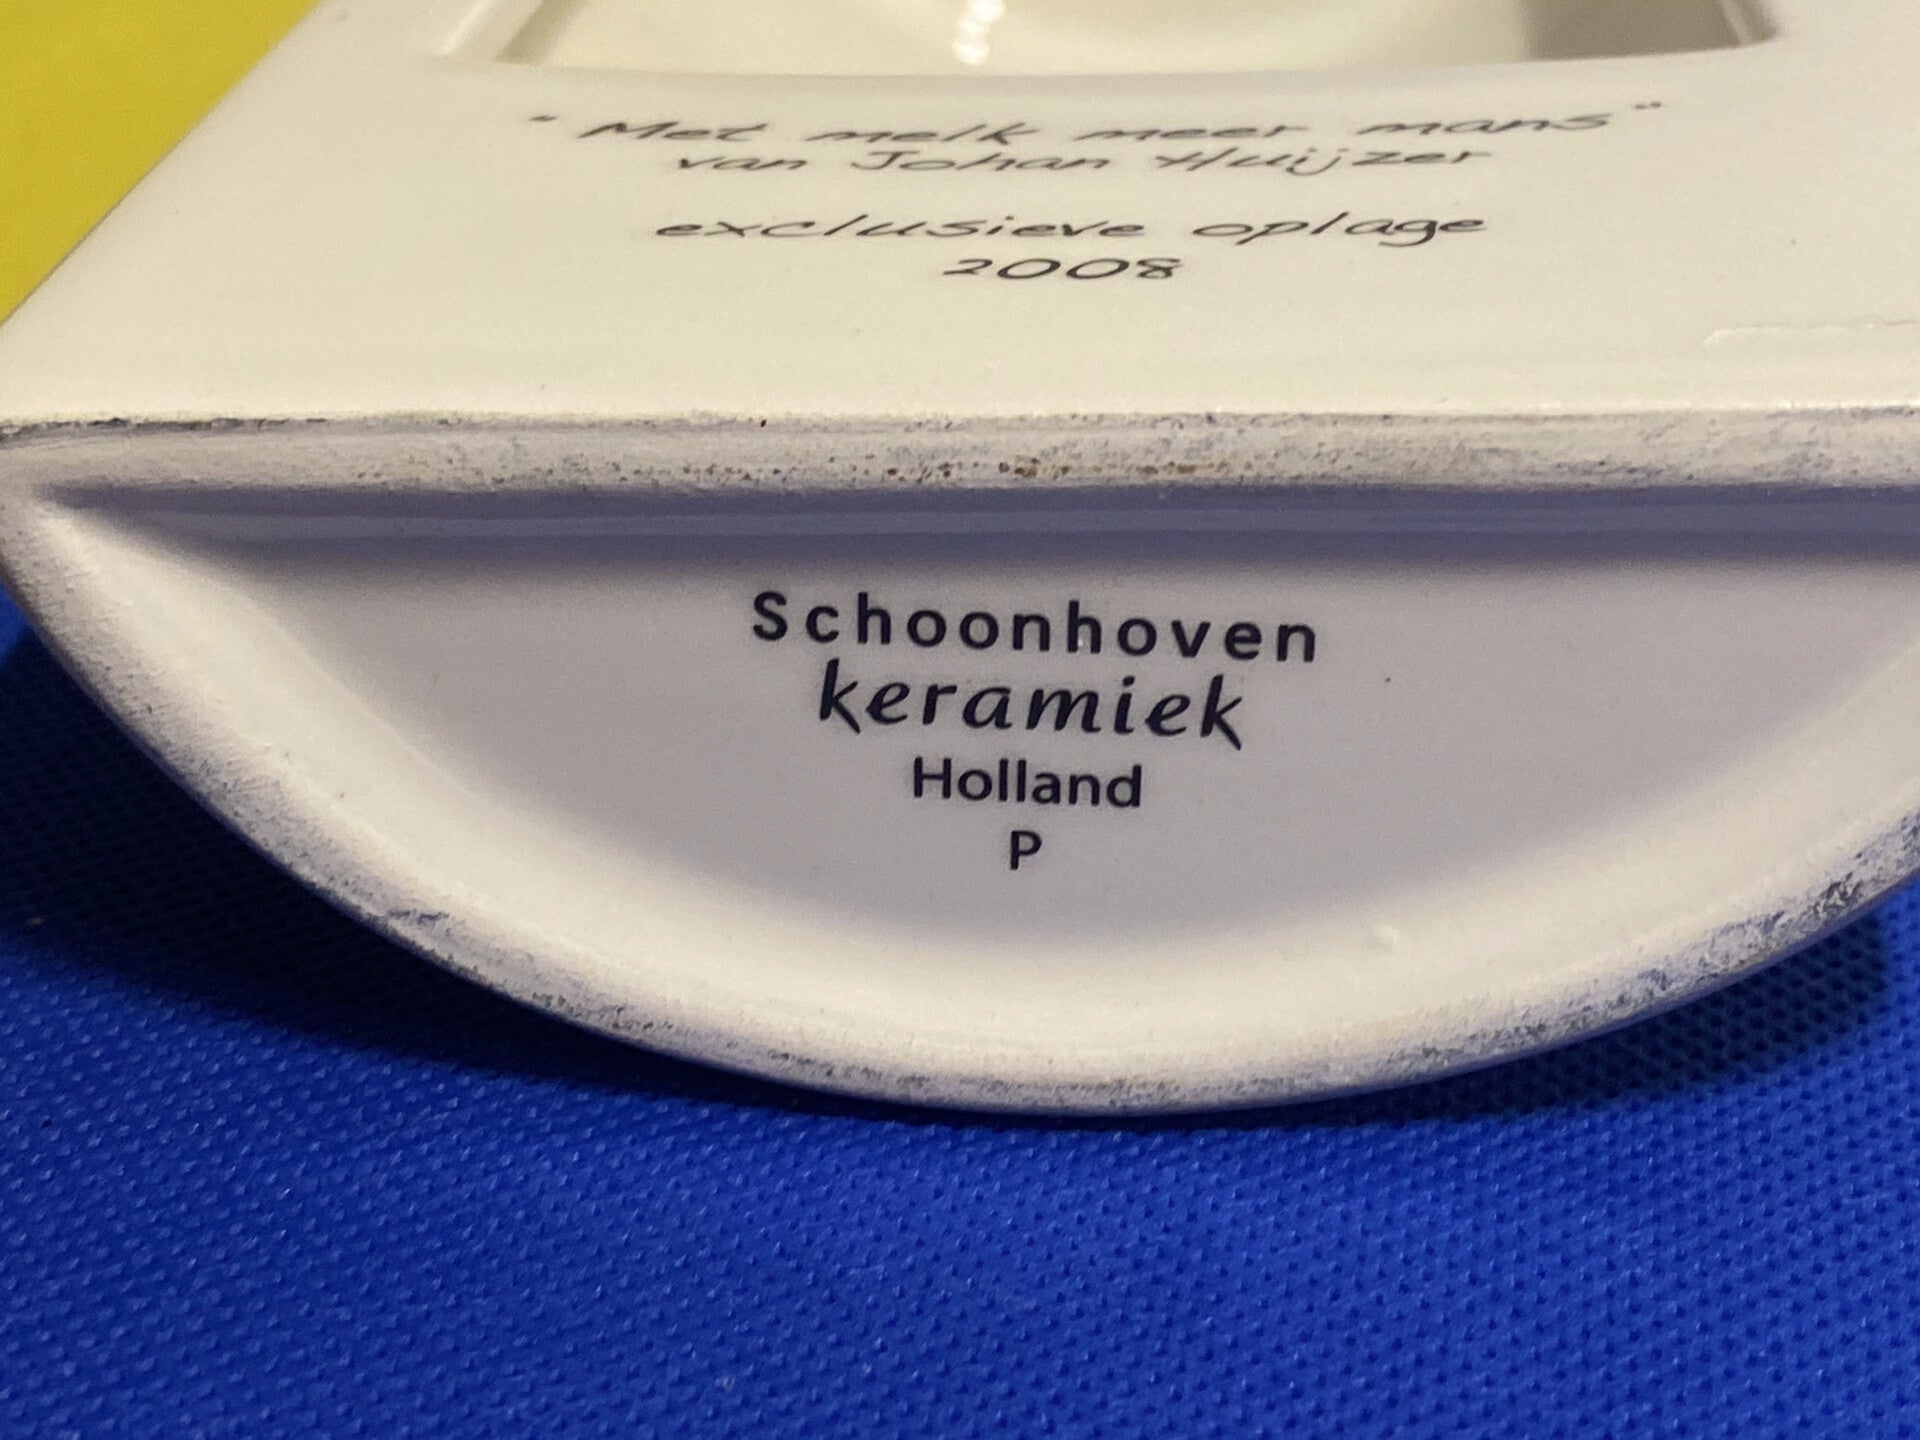 "Met melk meer mans"
van Johan Huijzer
exclusieve oplage
2008
Schoonhoven
keramiek
Holland
P